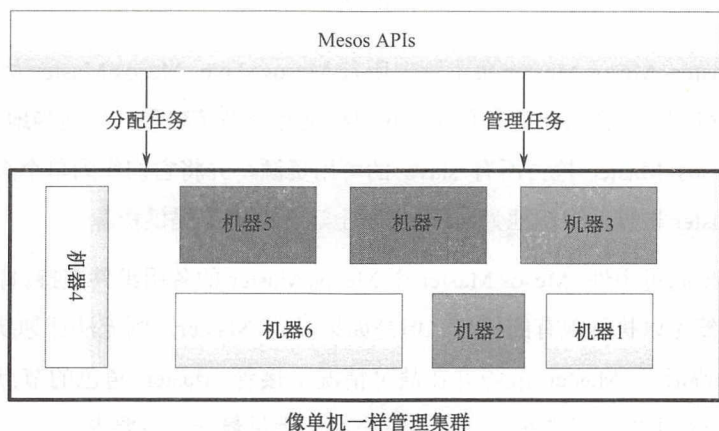 Mesos APIs
分配任务
管理任务
机器4
机器5
机器7
机器3
机器6
机器2
机器1
像单机一样管理集群